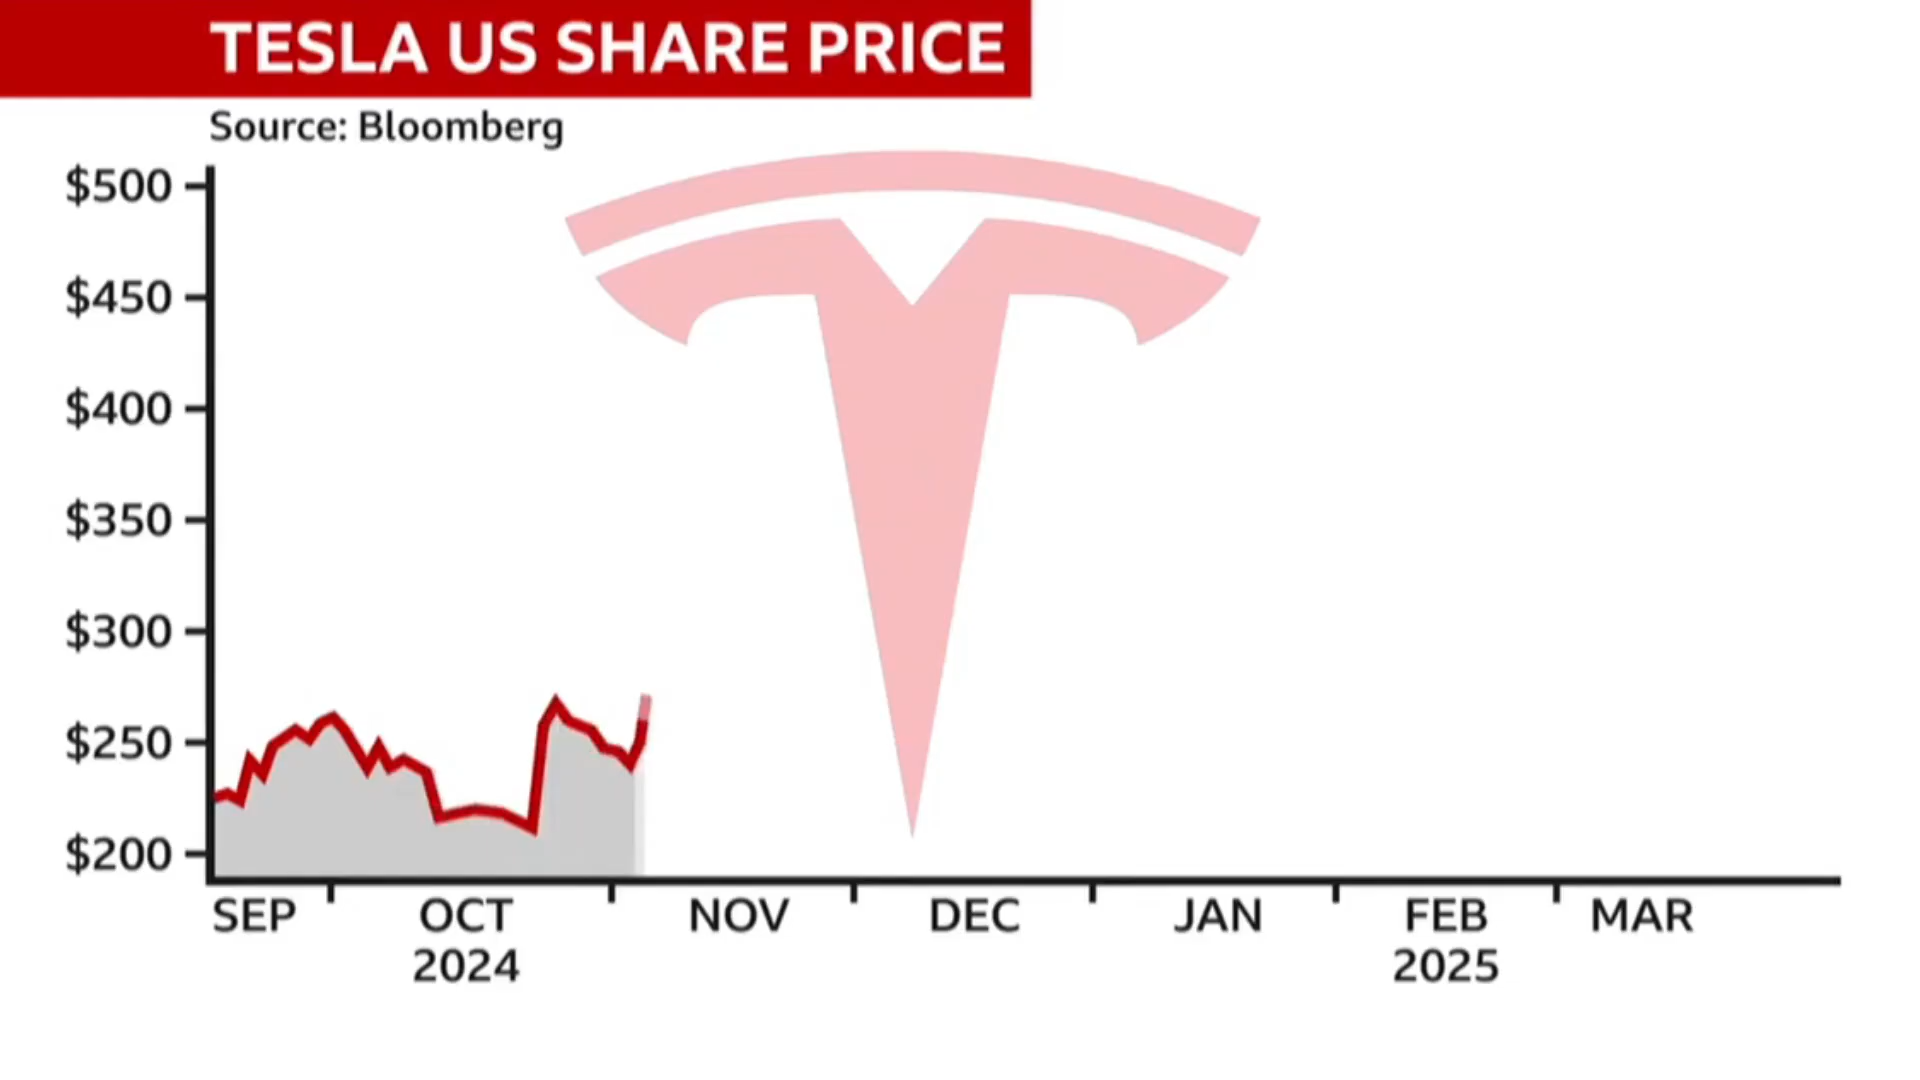 TESLA US SHARE PRICE
Source: Bloomberg
$500
$450
$400
$350
$300
$250
$200
SEP OCT NOV DEC JAN FEB MAR
2024 2025